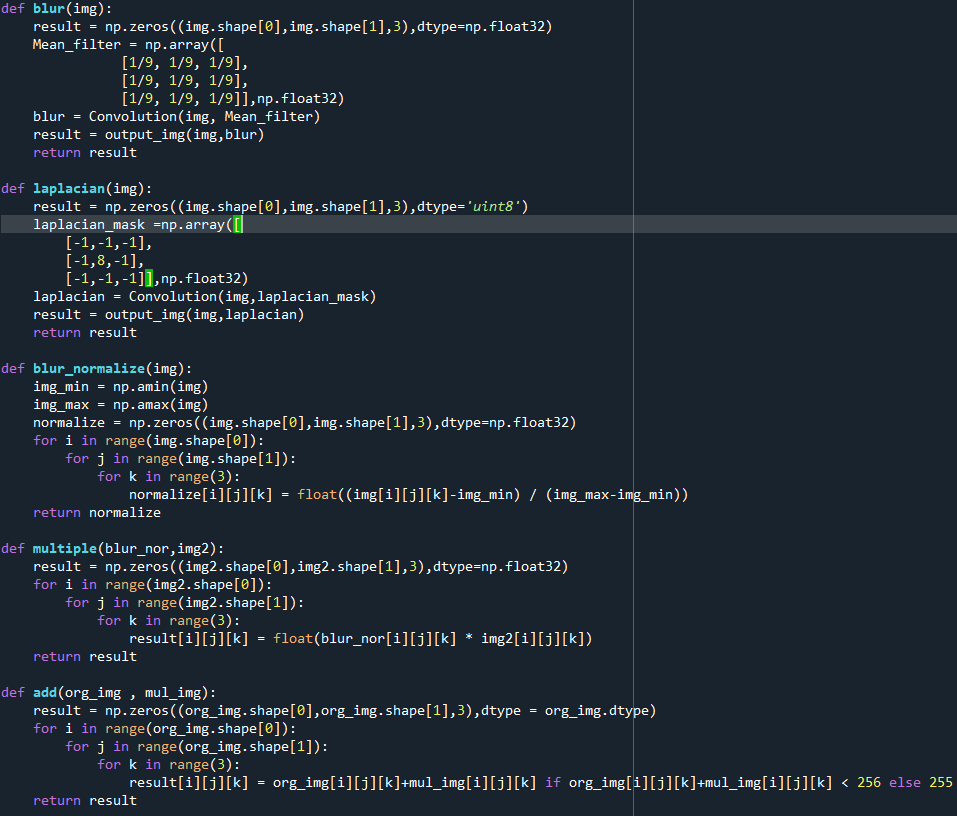 def blur(img):
    result = np.zeros((img.shape[0],img.shape[1],3),dtype=np.float32)
    Mean_filter = np.array([
               [1/9, 1/9, 1/9],
               [1/9, 1/9, 1/9],
               [1/9, 1/9, 1/9]],np.float32)
    blur = Convolution(img, Mean_filter)
    result = output_img(img,blur)
    return result

def laplacian(img):
    result = np.zeros((img.shape[0],img.shape[1],3),dtype='uint8')
    laplacian_mask =np.array([
        [-1,-1,-1],
        [-1,8,-1],
        [-1,-1,-1]],np.float32)
    laplacian = Convolution(img,laplacian_mask)
    result = output_img(img,laplacian)
    return result

def blur_normalize(img):
    img_min = np.amin(img)
    img_max = np.amax(img)
    normalize = np.zeros((img.shape[0],img.shape[1],3),dtype=np.float32)
    for i in range(img.shape[0]):
        for j in range(img.shape[1]):
            for k in range(3):
                normalize[i][j][k] = float((img[i][j][k]-img_min) / (img_max-img_min))
    return normalize

def multiple(blur_nor,img2):
    result = np.zeros((img2.shape[0],img2.shape[1],3),dtype=np.float32)
    for i in range(img2.shape[0]):
        for j in range(img2.shape[1]):
            for k in range(3):
                result[i][j][k] = float(blur_nor[i][j][k] * img2[i][j][k])
    return result

def add(org_img , mul_img):
    result = np.zeros((org_img.shape[0],org_img.shape[1],3),dtype = org_img.dtype)
    for i in range(org_img.shape[0]):
        for j in range(org_img.shape[1]):
            for k in range(3):
                result[i][j][k] = org_img[i][j][k]+mul_img[i][j][k] if org_img[i][j][k]+mul_img[i][j][k] < 256 else 255
    return result